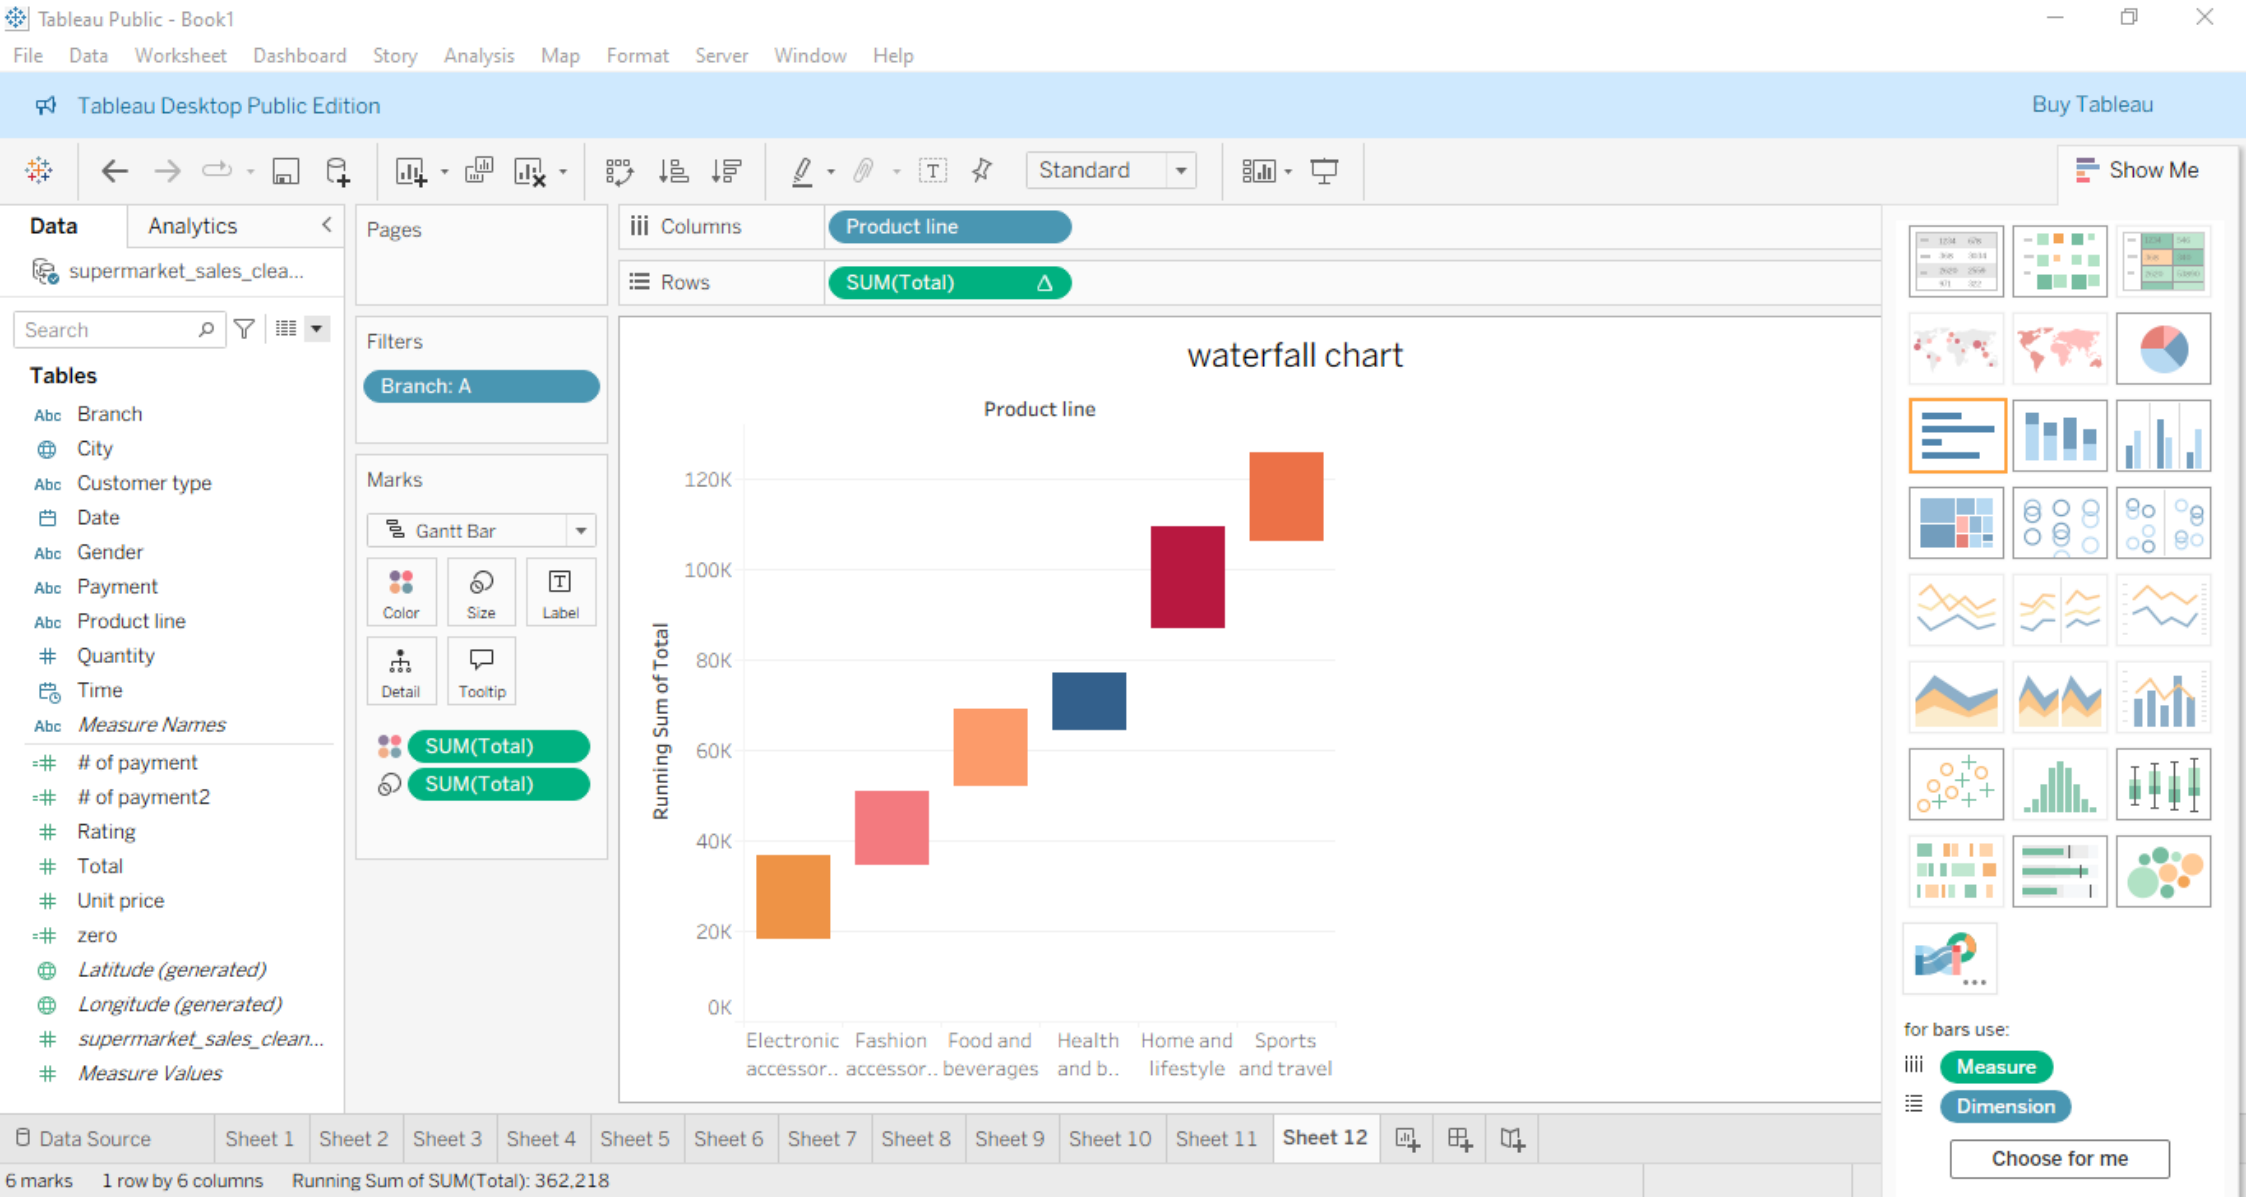 Tableau Public - Book1
File Data Worksheet Dashboard Story Analysis Map Format Server Window Help
Tableau Desktop Public Edition
Buy Tableau
Standard
Show Me
Data
Analytics
supermarket_sales_clea...
Search
Tables
Abc Branch
City
Abc Customer type
Date
Abc Gender
Abc Payment
Abc Product line
# Quantity
Time
Abc Measure Names
=# # of payment
=# # of payment2
# Rating
# Total
# Unit price
=# zero
Latitude (generated)
Longitude (generated)
# supermarket_sales_clean...
# Measure Values
Pages
Filters
Branch: A
Marks
Gantt Bar
Color
Size
T
Label
Detail
Tooltip
SUM(Total)
SUM(Total)
Columns
Product line
Rows
SUM(Total) Δ
waterfall chart
Product line
Running Sum of Total
120K
100K
80K
60K
40K
20K
0K
Electronic accessor..
Fashion accessor..
Food and beverages
Health and b..
Home and lifestyle
Sports and travel
for bars use:
Measure
Dimension
Choose for me
Data Source
Sheet 1 Sheet 2 Sheet 3 Sheet 4 Sheet 5 Sheet 6 Sheet 7 Sheet 8 Sheet 9 Sheet 10 Sheet 11 Sheet 12
6 marks 1 row by 6 columns Running Sum of SUM(Total): 362,218